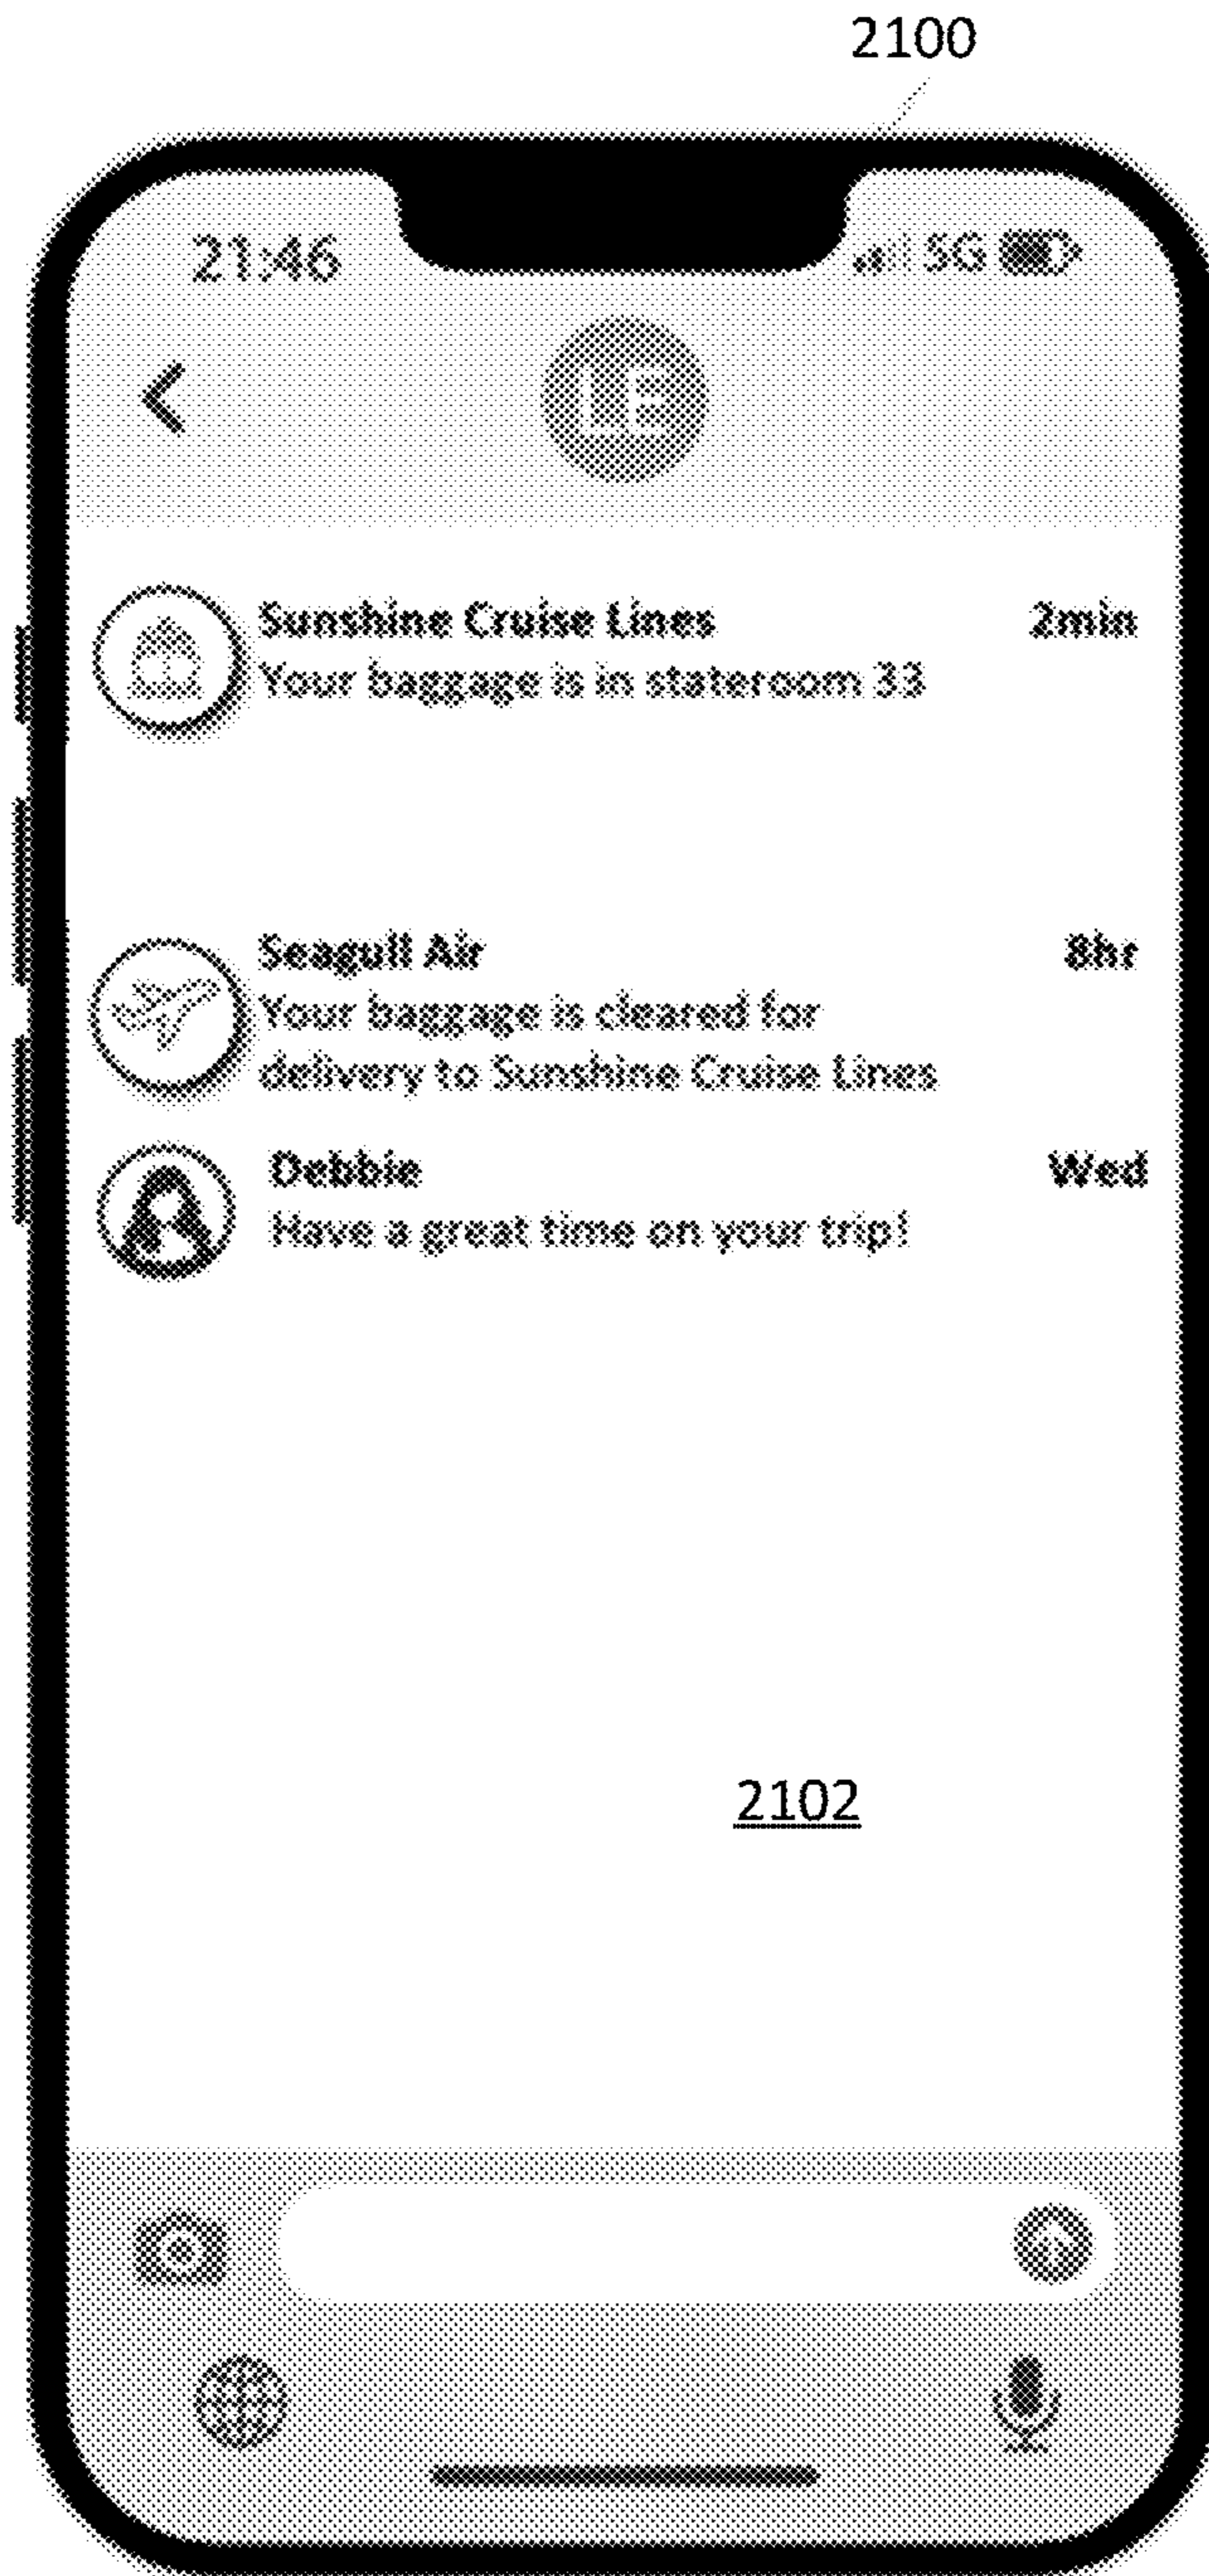 2100
21:46 5G
LE
Sunshine Cruise Lines 2min
Your baggage is in stateroom 33
Seagull Air 8hr
Your baggage is cleared for
delivery to Sunshine Cruise Lines
Debbie Wed
Have a great time on your trip!
2102